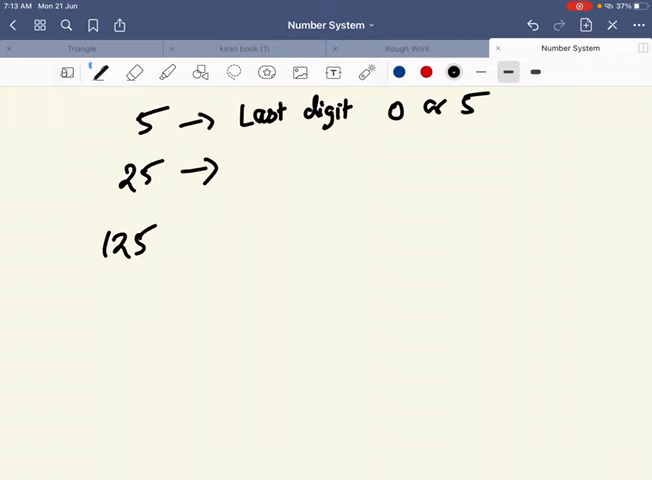 7:13 AM Mon 21 Jun
37%
Number System
Triangle
kiran book (1)
Rough Work
Number System
T
5 → Last digit 0 or 5
25 →
125